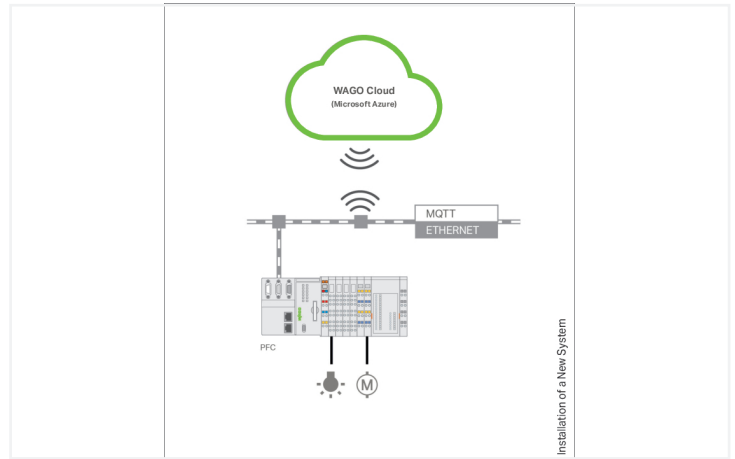 WAGO Cloud
(Microsoft Azure)
MQTT
ETHERNET
PFC
M
Installation of a New System